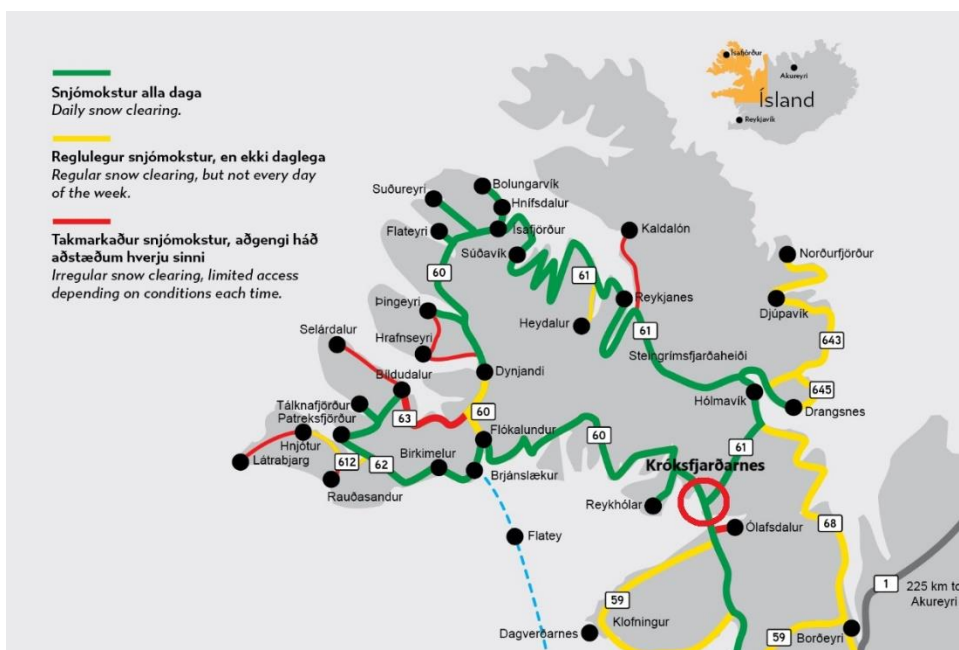 Snjómokstur alla daga
Daily snow clearing.
Reglulegur snjómokstur, en ekki daglega
Regular snow clearing, but not every day
of the week.
Takmarkaður snjómokstur, aðgengi háð
aðstæðum hverju sinni
Irregular snow clearing, limited access
depending on conditions each time.
Ísafjörður
Akureyri
Ísland
Reykjavík
Bolungarvík
Suðureyri
Hnífsdalur
Flateyri
Ísafjörður
Kaldalón
Súðavík
Norðurfjörður
60
61
Þingeyri
Reykjanes
Djúpavík
Heydalur
61
Selárdalur
Hrafnseyri
643
Steingrímsfjarðaheiði
Dynjandi
Bíldudalur
645
Hólmavík
Tálknafjörður
63
60
Drangsnes
Patreksfjörður
Flókalundur
60
Hnjótur
61
Birkimelur
Látrabjarg
612
62
Brjánslækur
Króksfjarðarnes
Rauðasandur
Reykhólar
68
Ólafsdalur
Flatey
1
225 km to
Akureyri
59
Klofningur
Dagverðarnes
59
Borðeyri